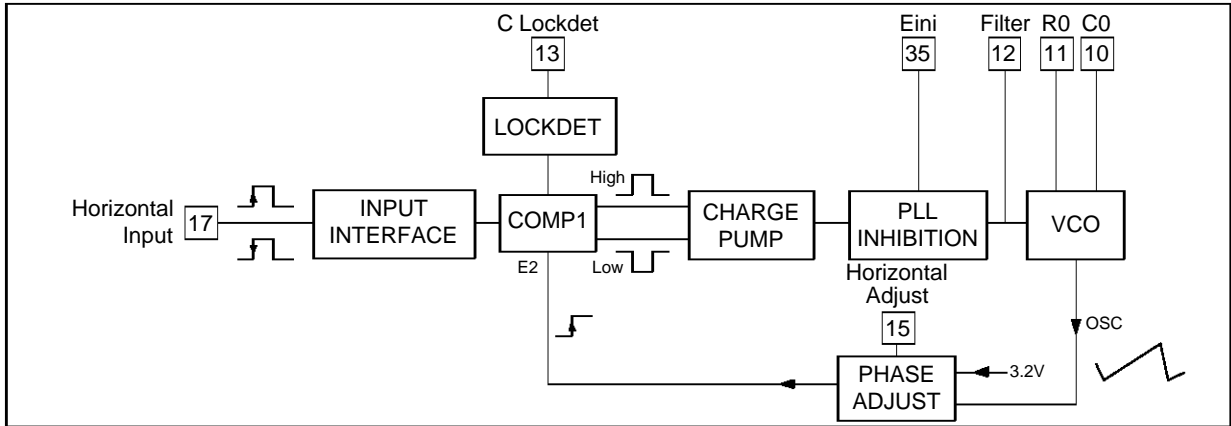 C Lockdet
Eini
Filter
R0
C0
13
35
12
11
10
LOCKDET
High
Horizontal
Input
17
INPUT
INTERFACE
COMP1
CHARGE
PUMP
PLL
INHIBITION
VCO
E2
Low
Horizontal
Adjust
15
OSC
PHASE
ADJUST
3.2V